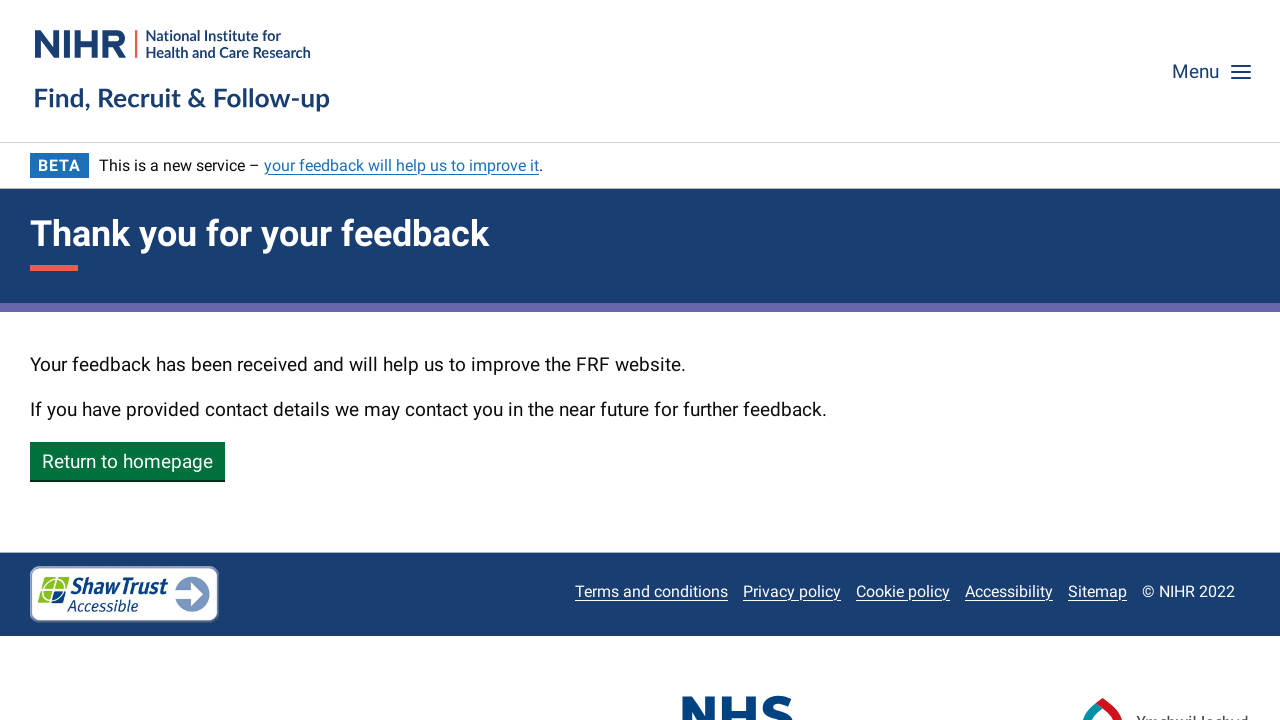 NIHR | National Institute for
Health and Care Research
Find, Recruit & Follow-up
Menu
BETA This is a new service – your feedback will help us to improve it.
Thank you for your feedback
Your feedback has been received and will help us to improve the FRF website.
If you have provided contact details we may contact you in the near future for further feedback.
Return to homepage
ShawTrust
Accessible
Terms and conditions Privacy policy Cookie policy Accessibility Sitemap © NIHR 2022
NHS